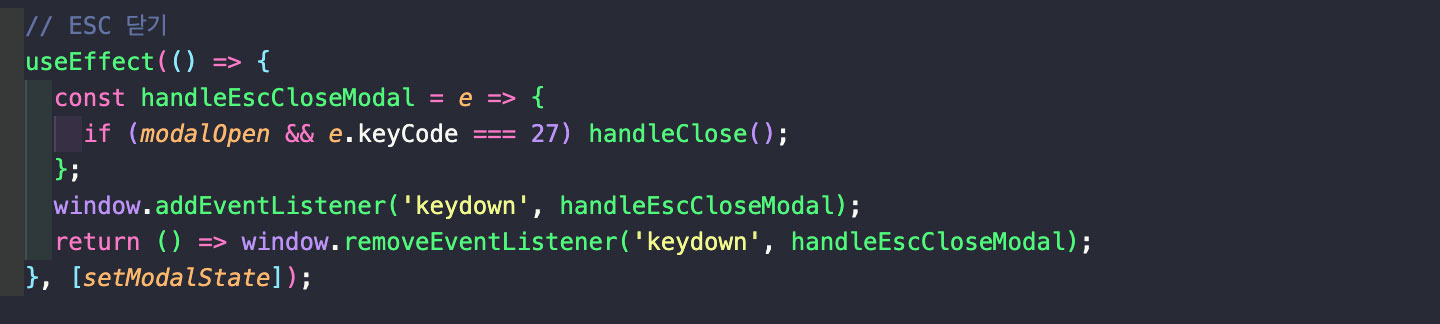 // ESC 닫기
useEffect(() => {
  const handleEscCloseModal = e => {
    if (modalOpen && e.keyCode === 27) handleClose();
  };
  window.addEventListener('keydown', handleEscCloseModal);
  return () => window.removeEventListener('keydown', handleEscCloseModal);
}, [setModalState]);